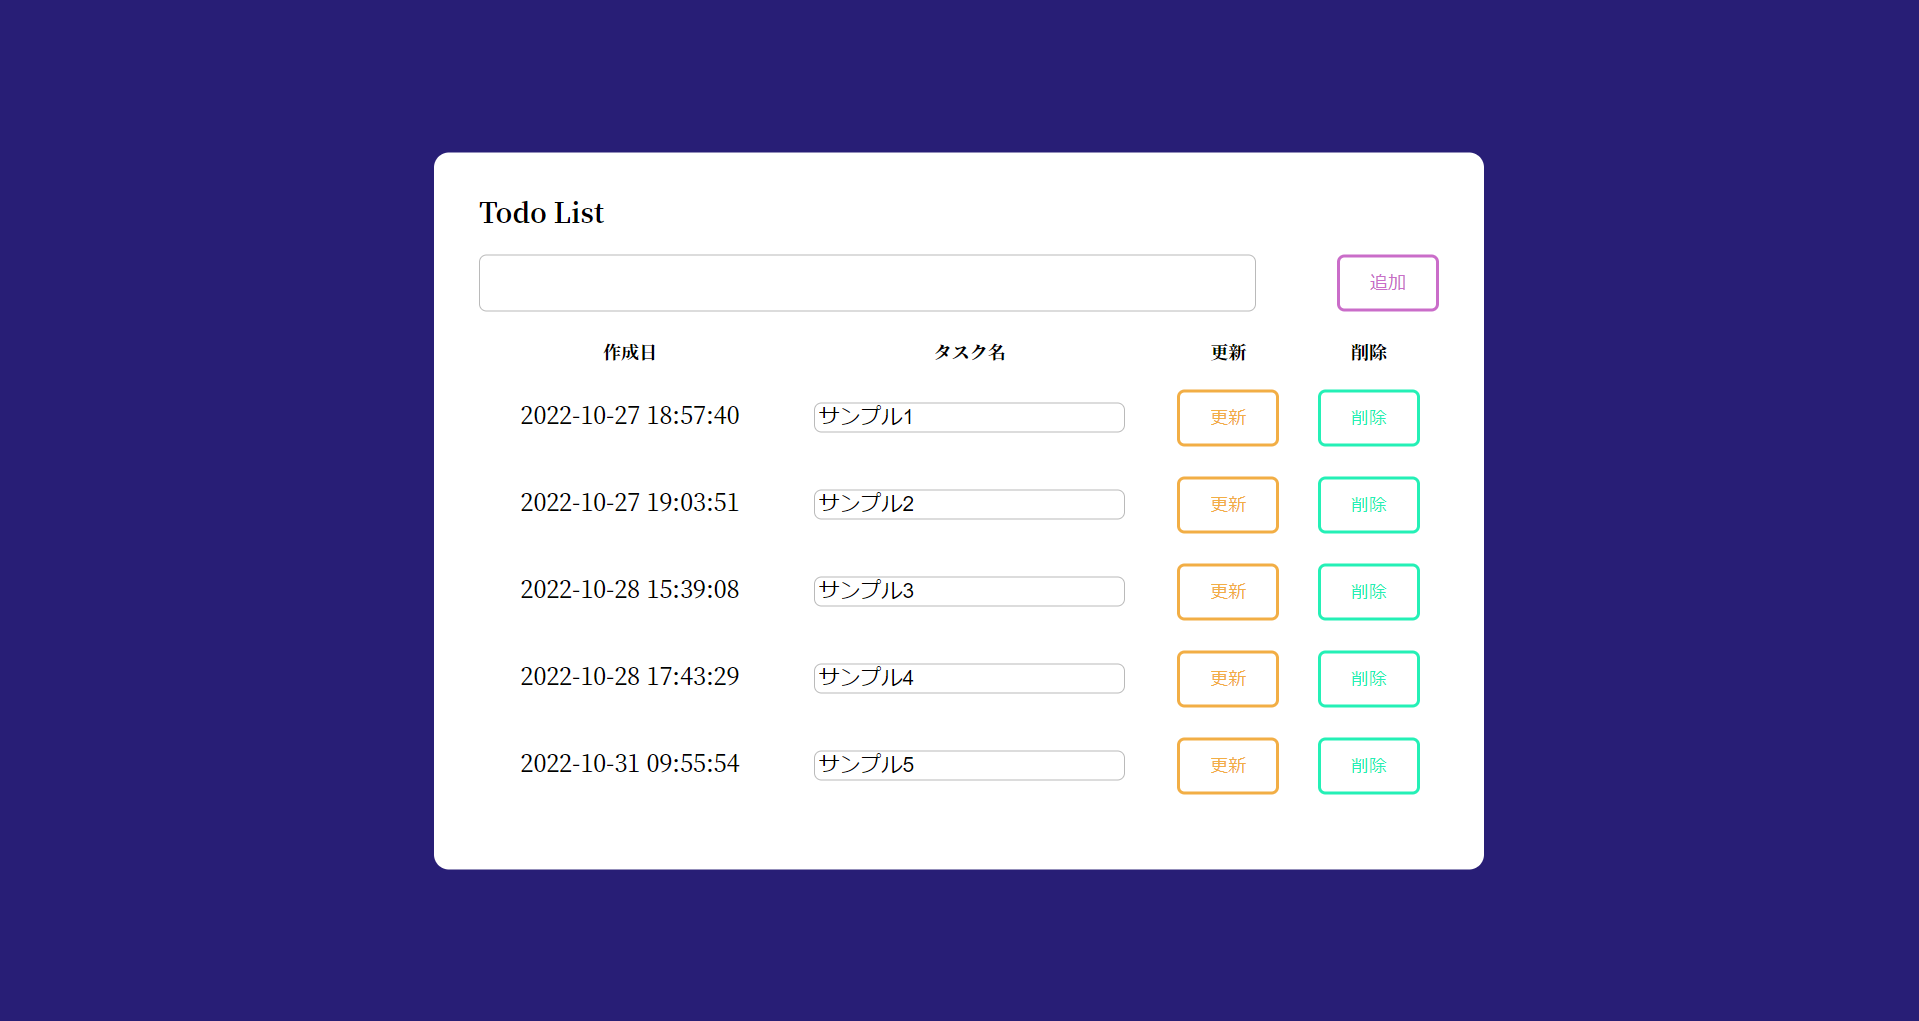 Todo List
追加
作成日 タスク名 更新 削除
2022-10-27 18:57:40 サンプル1 更新 削除
2022-10-27 19:03:51 サンプル2 更新 削除
2022-10-28 15:39:08 サンプル3 更新 削除
2022-10-28 17:43:29 サンプル4 更新 削除
2022-10-31 09:55:54 サンプル5 更新 削除